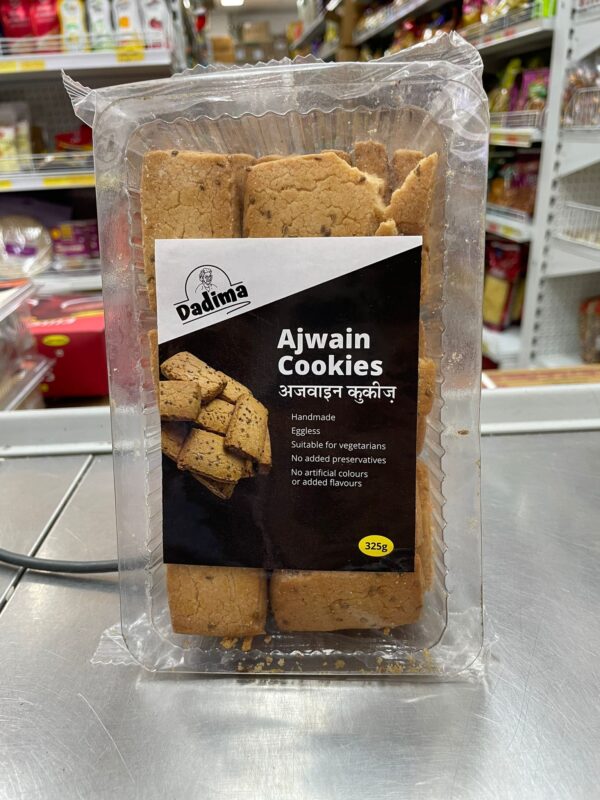 Dadima
Ajwain
Cookies
अजवाइन कुकीज़
Handmade
Eggless
Suitable for vegetarians
No added preservatives
No artificial colours
or added flavours
325g